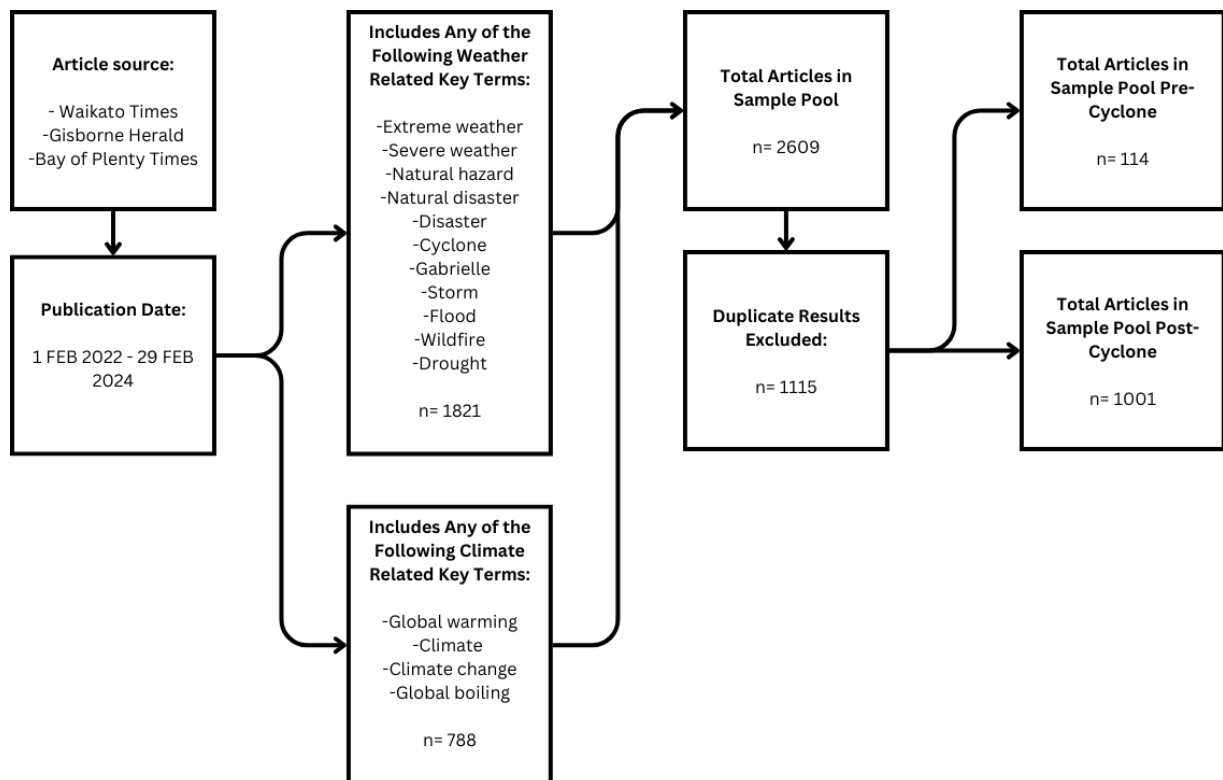 Article source:
- Waikato Times
- Gisborne Herald
-Bay of Plenty Times
Publication Date:
1 FEB 2022 - 29 FEB
2024
Includes Any of the
Following Weather
Related Key Terms:
-Extreme weather
-Severe weather
-Natural hazard
-Natural disaster
-Disaster
-Cyclone
-Gabrielle
-Storm
-Flood
-Wildfire
-Drought
n= 1821
Includes Any of the
Following Climate
Related Key Terms:
-Global warming
-Climate
-Climate change
-Global boiling
n= 788
Total Articles in
Sample Pool
n= 2609
Duplicate Results
Excluded:
n= 1115
Total Articles in
Sample Pool Pre-
Cyclone
n= 114
Total Articles in
Sample Pool Post-
Cyclone
n= 1001